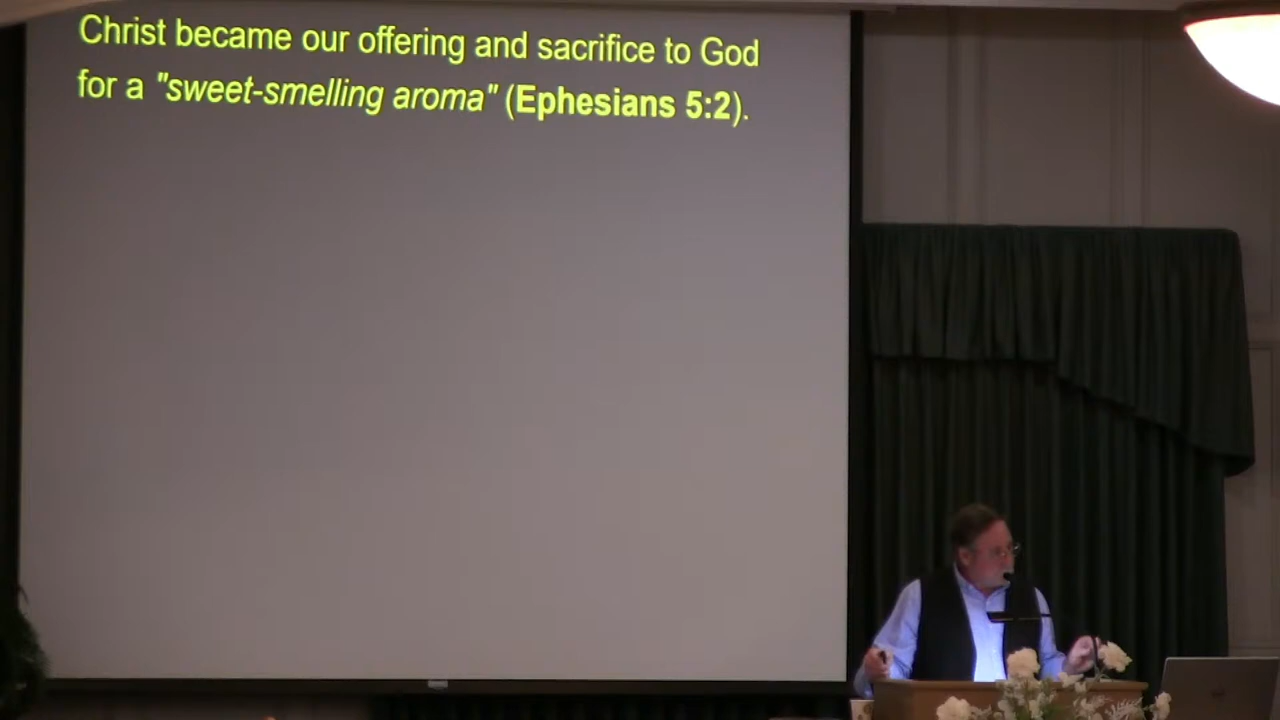 Christ became our offering and sacrifice to God
for a "sweet-smelling aroma" (Ephesians 5:2).